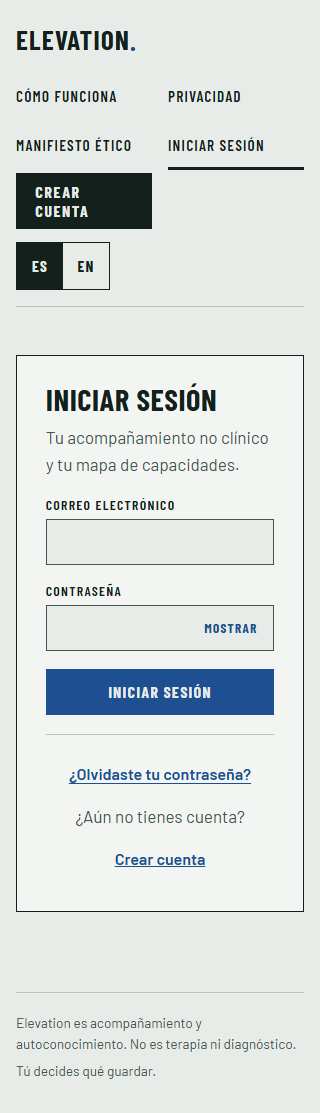 ELEVATION.
CÓMO FUNCIONA
PRIVACIDAD
MANIFIESTO ÉTICO
INICIAR SESIÓN
CREAR
CUENTA
ES
EN
INICIAR SESIÓN
Tu acompañamiento no clínico
y tu mapa de capacidades.
CORREO ELECTRÓNICO
CONTRASEÑA
MOSTRAR
INICIAR SESIÓN
¿Olvidaste tu contraseña?
¿Aún no tienes cuenta?
Crear cuenta
Elevation es acompañamiento y
autoconocimiento. No es terapia ni diagnóstico.
Tú decides qué guardar.